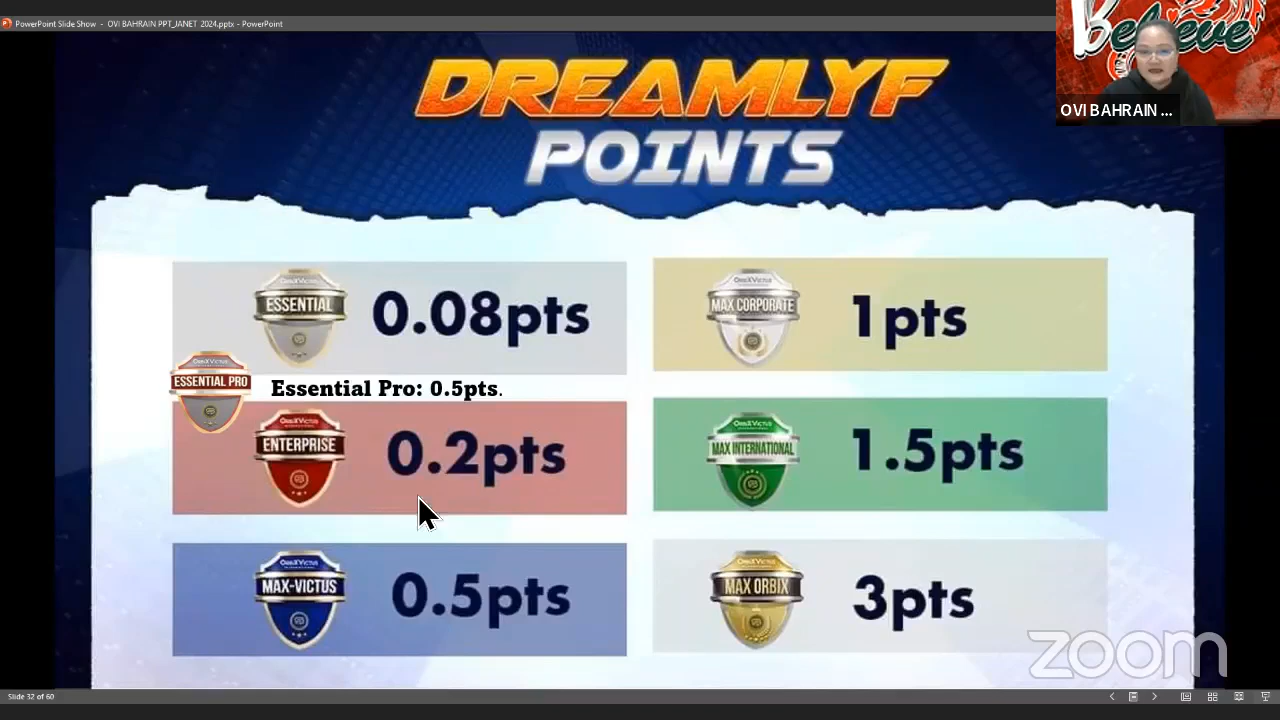 PowerPoint Slide Show - OVI BAHRAIN PPT_JANET 2024.pptx - PowerPoint
Believe
OVI BAHRAIN ...
DREAMLYF
POINTS
ESSENTIAL
0.08pts
MAX CORPORATE
1pts
ESSENTIAL PRO
Essential Pro: 0.5pts.
ENTERPRISE
0.2pts
MAX INTERNATIONAL
1.5pts
MAX-VICTUS
0.5pts
MAX ORBIX
3pts
zoom
Slide 32 of 60